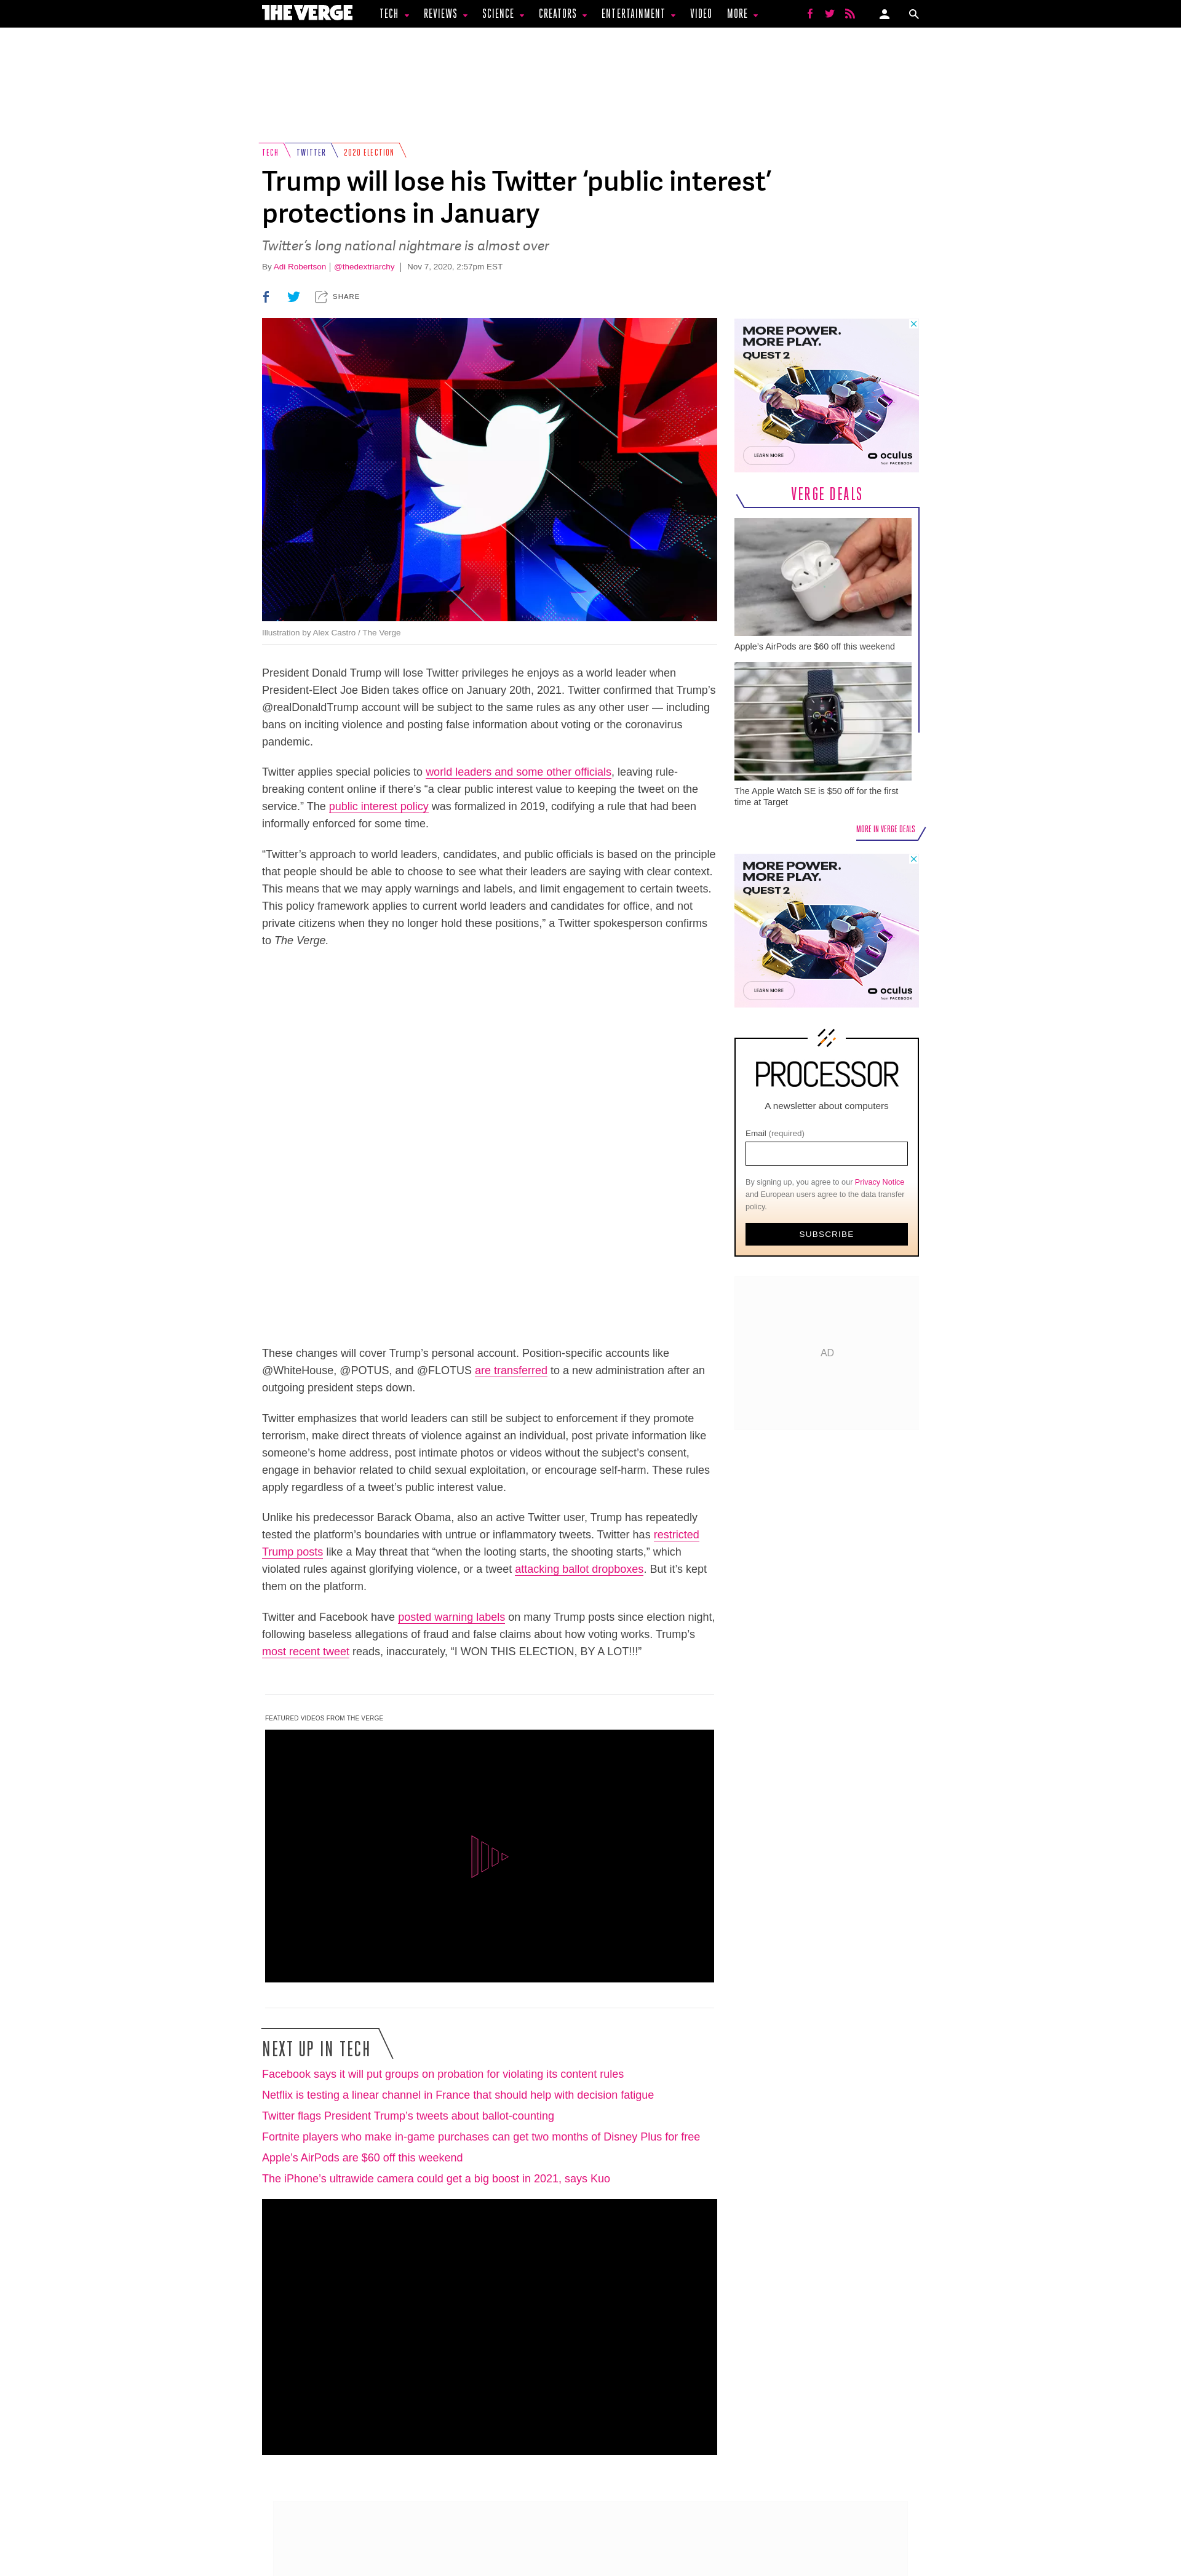 THE VERGE
TECH
REVIEWS
SCIENCE
CREATORS
ENTERTAINMENT
VIDEO
MORE
TECH
TWITTER
2020 ELECTION
Trump will lose his Twitter ‘public interest’
protections in January
Twitter’s long national nightmare is almost over
By Adi Robertson | @thedextriarchy | Nov 7, 2020, 2:57pm EST
SHARE
Illustration by Alex Castro / The Verge
President Donald Trump will lose Twitter privileges he enjoys as a world leader when
President-Elect Joe Biden takes office on January 20th, 2021. Twitter confirmed that Trump’s
@realDonaldTrump account will be subject to the same rules as any other user — including
bans on inciting violence and posting false information about voting or the coronavirus
pandemic.
Twitter applies special policies to world leaders and some other officials, leaving rule-
breaking content online if there’s “a clear public interest value to keeping the tweet on the
service.” The public interest policy was formalized in 2019, codifying a rule that had been
informally enforced for some time.
“Twitter’s approach to world leaders, candidates, and public officials is based on the principle
that people should be able to choose to see what their leaders are saying with clear context.
This means that we may apply warnings and labels, and limit engagement to certain tweets.
This policy framework applies to current world leaders and candidates for office, and not
private citizens when they no longer hold these positions,” a Twitter spokesperson confirms
to The Verge.
These changes will cover Trump’s personal account. Position-specific accounts like
@WhiteHouse, @POTUS, and @FLOTUS are transferred to a new administration after an
outgoing president steps down.
Twitter emphasizes that world leaders can still be subject to enforcement if they promote
terrorism, make direct threats of violence against an individual, post private information like
someone’s home address, post intimate photos or videos without the subject’s consent,
engage in behavior related to child sexual exploitation, or encourage self-harm. These rules
apply regardless of a tweet’s public interest value.
Unlike his predecessor Barack Obama, also an active Twitter user, Trump has repeatedly
tested the platform’s boundaries with untrue or inflammatory tweets. Twitter has restricted
Trump posts like a May threat that “when the looting starts, the shooting starts,” which
violated rules against glorifying violence, or a tweet attacking ballot dropboxes. But it’s kept
them on the platform.
Twitter and Facebook have posted warning labels on many Trump posts since election night,
following baseless allegations of fraud and false claims about how voting works. Trump’s
most recent tweet reads, inaccurately, “I WON THIS ELECTION, BY A LOT!!!”
FEATURED VIDEOS FROM THE VERGE
NEXT UP IN TECH
Facebook says it will put groups on probation for violating its content rules
Netflix is testing a linear channel in France that should help with decision fatigue
Twitter flags President Trump’s tweets about ballot-counting
Fortnite players who make in-game purchases can get two months of Disney Plus for free
Apple’s AirPods are $60 off this weekend
The iPhone’s ultrawide camera could get a big boost in 2021, says Kuo
MORE POWER.
MORE PLAY.
QUEST 2
LEARN MORE
oculus
from FACEBOOK
VERGE DEALS
Apple’s AirPods are $60 off this weekend
The Apple Watch SE is $50 off for the first
time at Target
MORE IN VERGE DEALS
MORE POWER.
MORE PLAY.
QUEST 2
LEARN MORE
oculus
from FACEBOOK
PROCESSOR
A newsletter about computers
Email (required)
By signing up, you agree to our Privacy Notice
and European users agree to the data transfer
policy.
SUBSCRIBE
AD